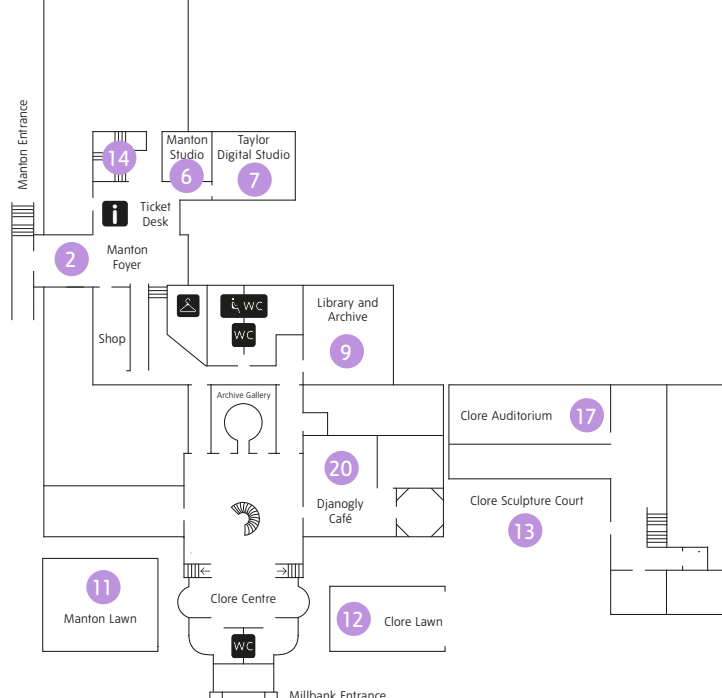 Manton Entrance
14
Manton
Studio
6
Taylor
Digital Studio
7
i
Ticket
Desk
2
Manton
Foyer
Shop
WC
WC
Library and
Archive
9
Archive Gallery
Clore Auditorium
17
20
Djanogly
Café
Clore Sculpture Court
13
11
Manton Lawn
Clore Centre
12
Clore Lawn
WC
Millbank Entrance